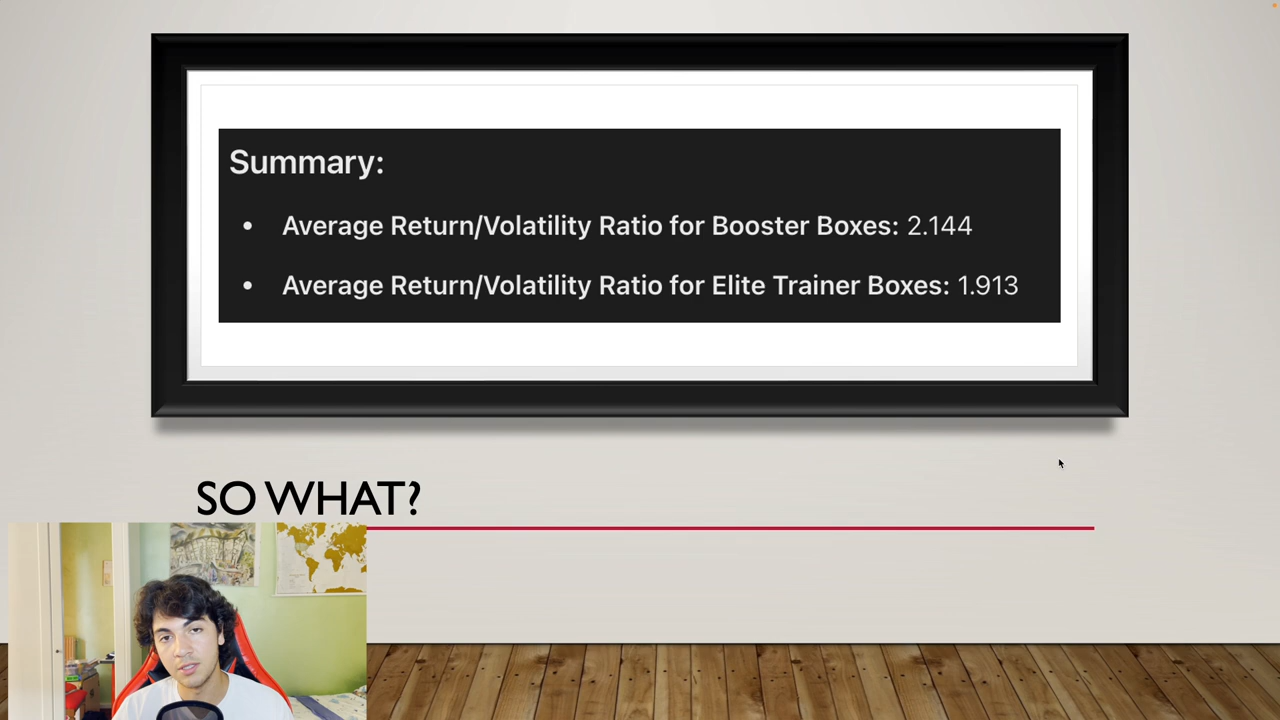 Summary:
• Average Return/Volatility Ratio for Booster Boxes: 2.144
• Average Return/Volatility Ratio for Elite Trainer Boxes: 1.913
SO WHAT?